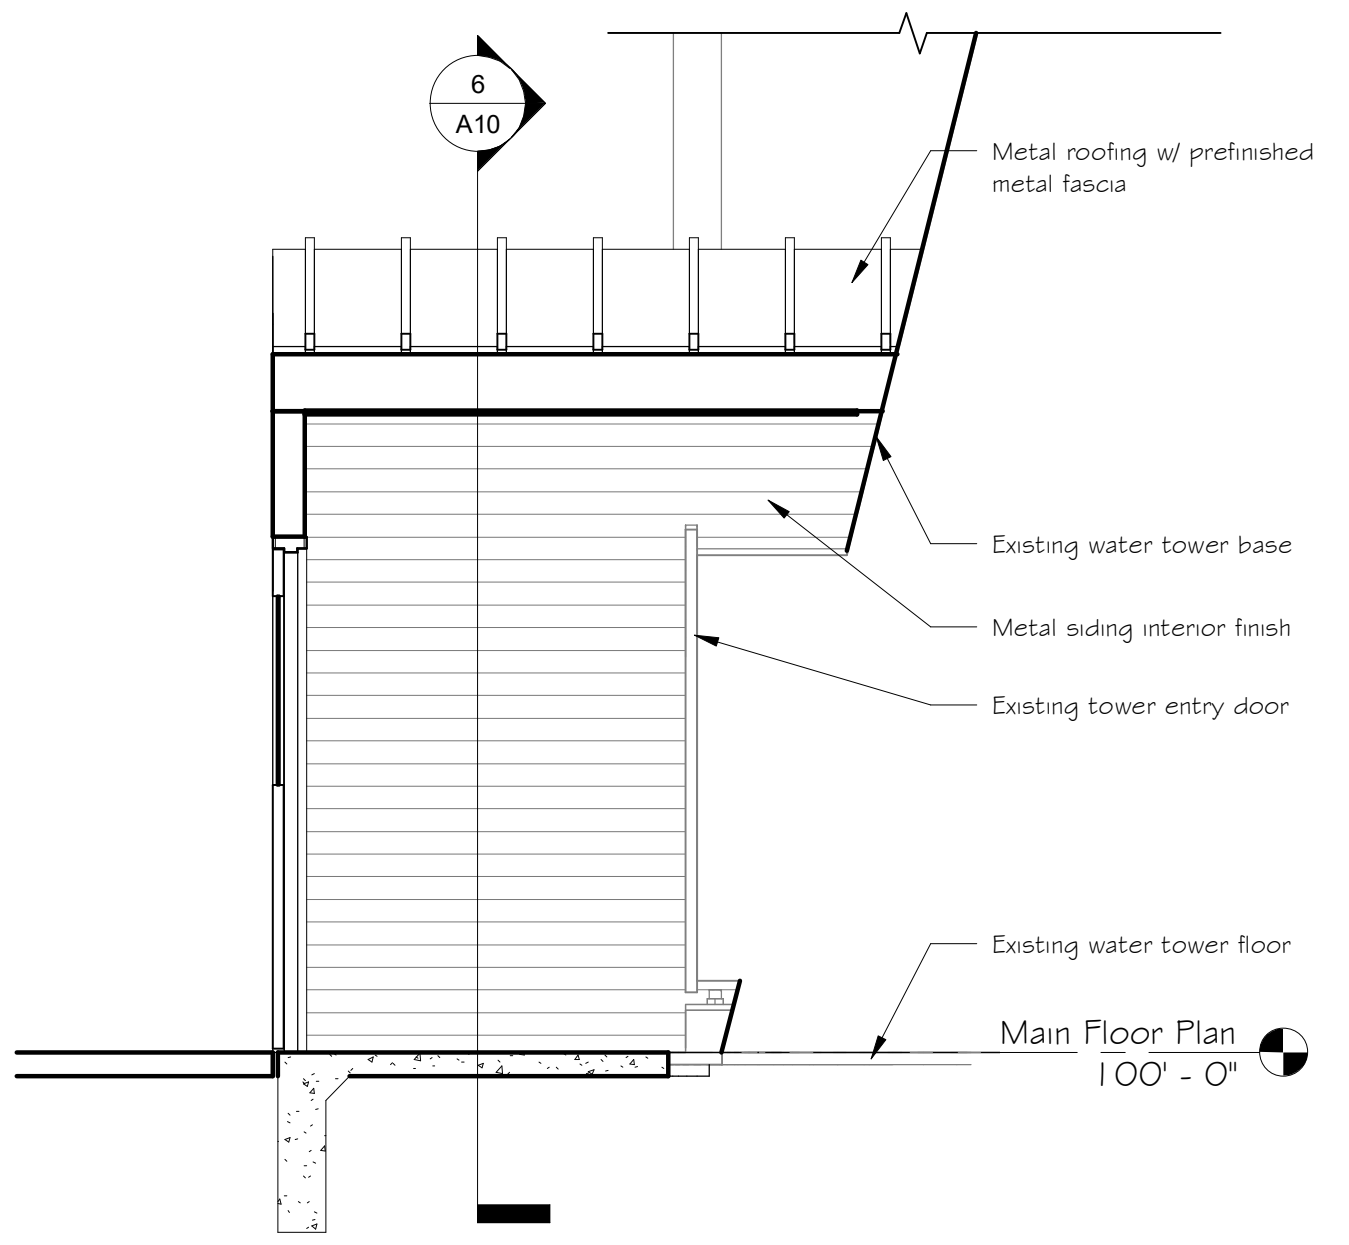 6
A10
Metal roofing w/ prefinished
metal fascia
Existing water tower base
Metal siding interior finish
Existing tower entry door
Existing water tower floor
Main Floor Plan
100' - 0"